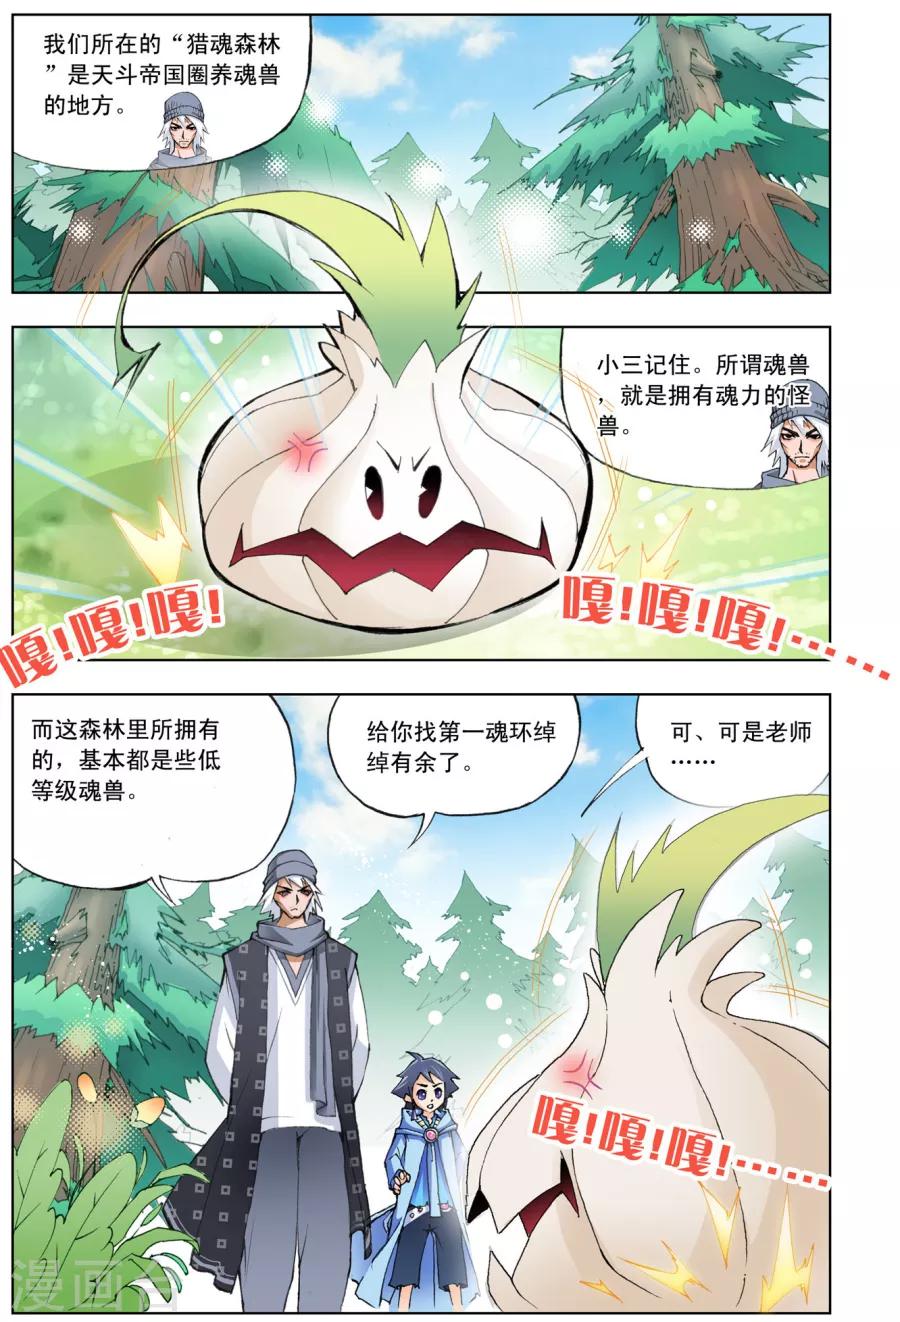 我们所在的“猎魂森林
”是天斗帝国圈养魂兽
的地方。
小三记住。所谓魂兽
，就是拥有魂力的怪
兽。
嘎!嘎!嘎!
嘎!嘎!嘎!……
而这森林里所拥有
的，基本都是些低
等级魂兽。
给你找第一魂环绰
绰有余了。
可、可是老师
……
嘎!嘎!嘎!……
漫画台